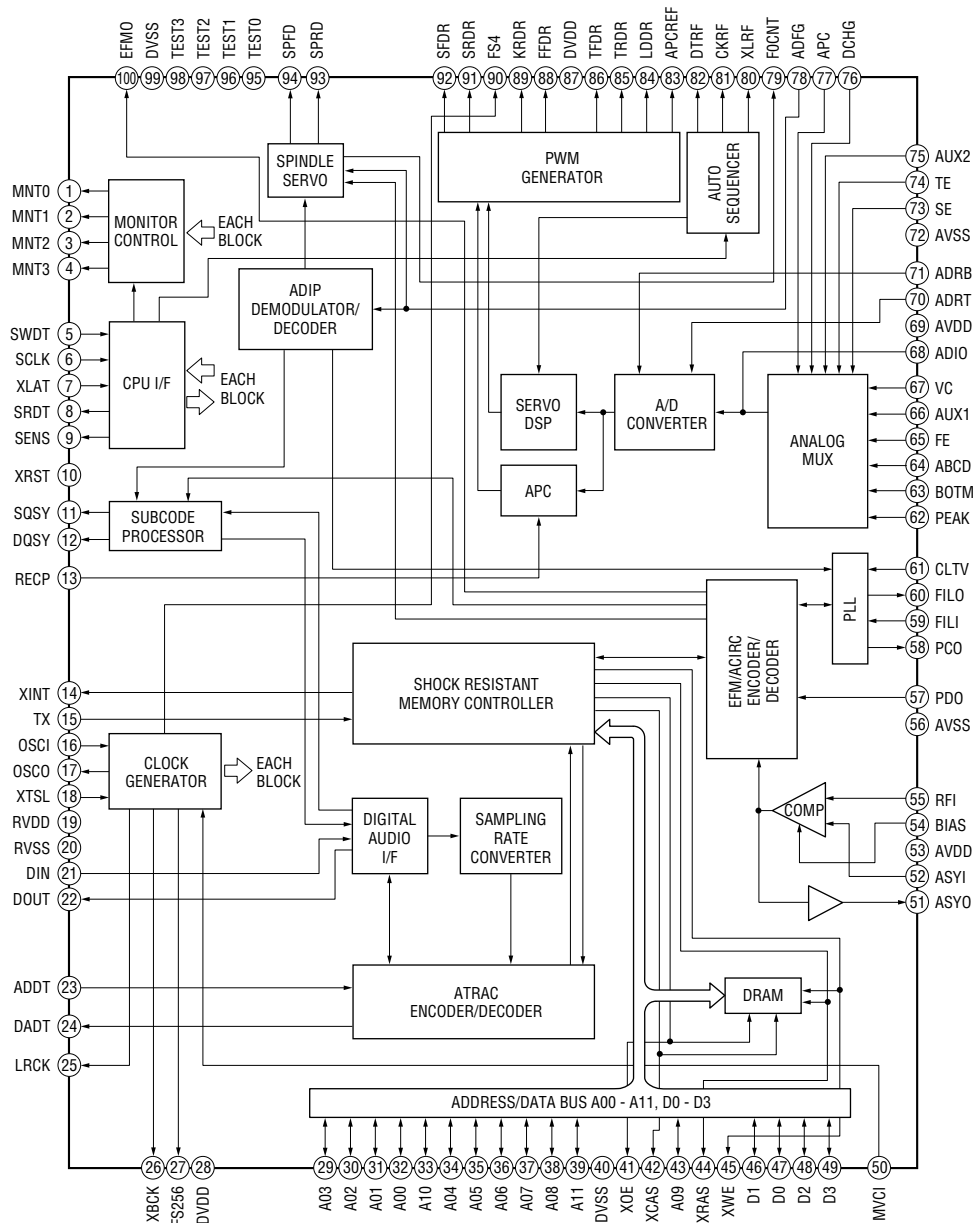 EFMO
DVSS
TEST3
TEST2
TEST1
TEST0
SPFD
SPRD
SFDR
SRDR
FS4
KRDR
FFDR
DVDD
TFDR
TRDR
LDDR
APCREF
DTRF
CKRF
XLRF
F0CNT
ADFG
APC
DCHG
100
99
98
97
96
95
94
93
92
91
90
89
88
87
86
85
84
83
82
81
80
79
78
77
76
MNT0 1
MNT1 2
MNT2 3
MNT3 4
SWDT 5
SCLK 6
XLAT 7
SRDT 8
SENS 9
XRST 10
SQSY 11
DQSY 12
RECP 13
XINT 14
TX 15
OSCI 16
OSCO 17
XTSL 18
RVDD 19
RVSS 20
DIN 21
DOUT 22
ADDT 23
DADT 24
LRCK 25
MONITOR
CONTROL
EACH
BLOCK
SPINDLE
SERVO
PWM
GENERATOR
AUTO
SEQUENCER
ADIP
DEMODULATOR/
DECODER
CPU I/F
EACH
BLOCK
SERVO
DSP
A/D
CONVERTER
ANALOG
MUX
APC
SUBCODE
PROCESSOR
PLL
EFM/ACIRC
ENCODER/
DECODER
SHOCK RESISTANT
MEMORY CONTROLLER
CLOCK
GENERATOR
EACH
BLOCK
COMP
DIGITAL
AUDIO
I/F
SAMPLING
RATE
CONVERTER
ATRAC
ENCODER/DECODER
DRAM
ADDRESS/DATA BUS A00 - A11, D0 - D3
75 AUX2
74 TE
73 SE
72 AVSS
71 ADRB
70 ADRT
69 AVDD
68 ADIO
67 VC
66 AUX1
65 FE
64 ABCD
63 BOTM
62 PEAK
61 CLTV
60 FILO
59 FILI
58 PCO
57 PDO
56 AVSS
55 RFI
54 BIAS
53 AVDD
52 ASYI
51 ASYO
26
27
28
29
30
31
32
33
34
35
36
37
38
39
40
41
42
43
44
45
46
47
48
49
50
XBCK
FS256
DVDD
A03
A02
A01
A00
A10
A04
A05
A06
A07
A08
A11
DVSS
XOE
XCAS
A09
XRAS
XWE
D1
D0
D2
D3
MVCI